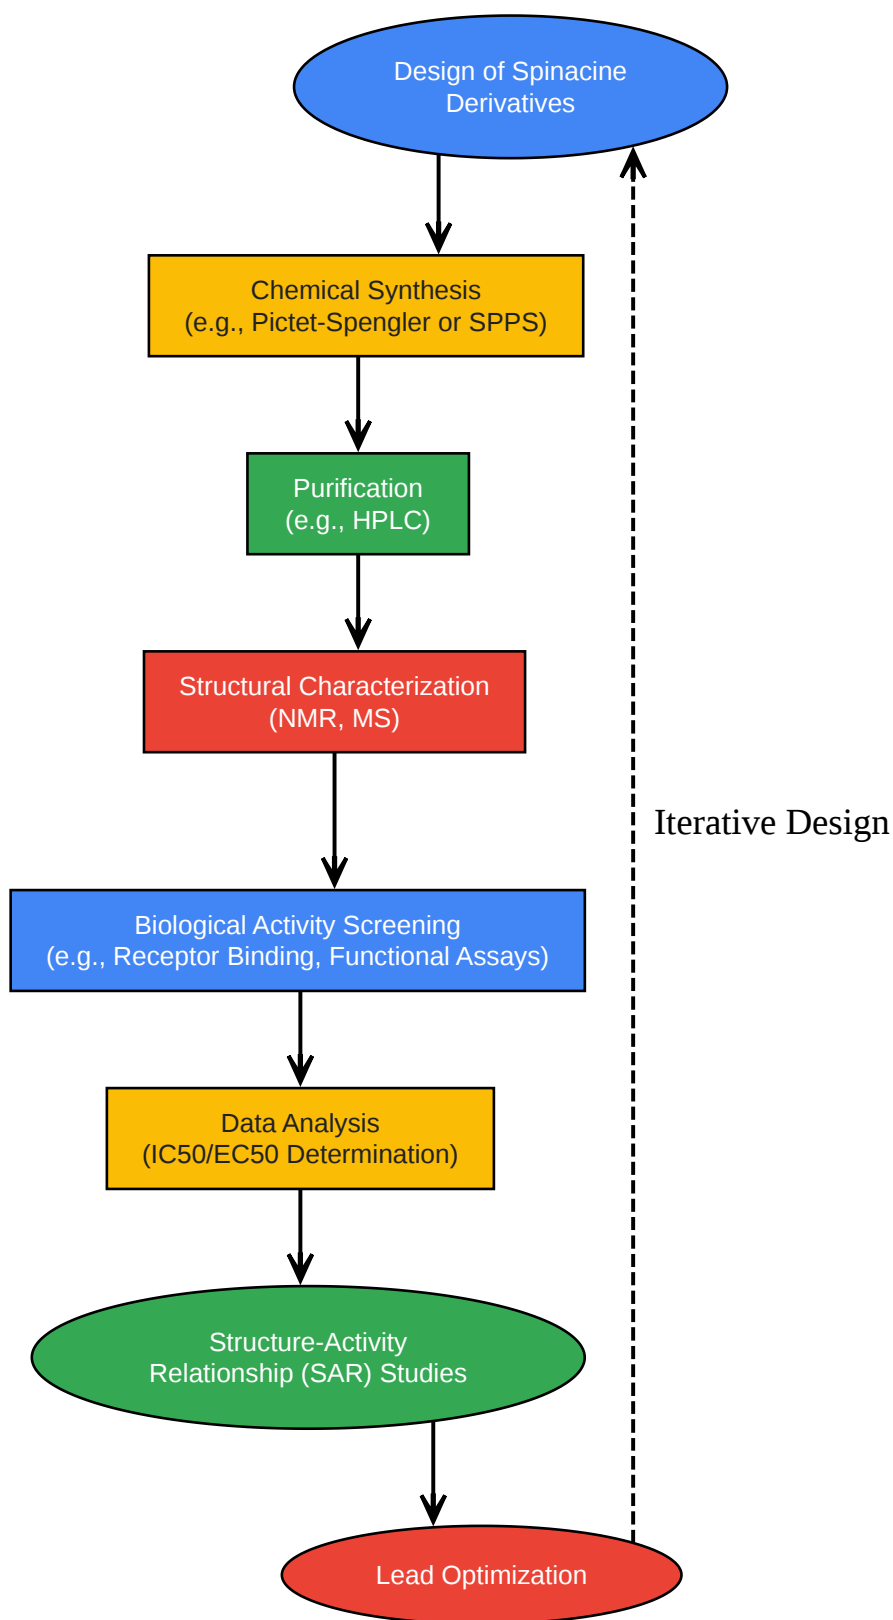 Design of Spinacine
Derivatives
Chemical Synthesis
(e.g., Pictet-Spengler or SPPS)
Purification
(e.g., HPLC)
Structural Characterization
(NMR, MS)
Iterative Design
Biological Activity Screening
(e.g., Receptor Binding, Functional Assays)
Data Analysis
(IC50/EC50 Determination)
Structure-Activity
Relationship (SAR) Studies
Lead Optimization